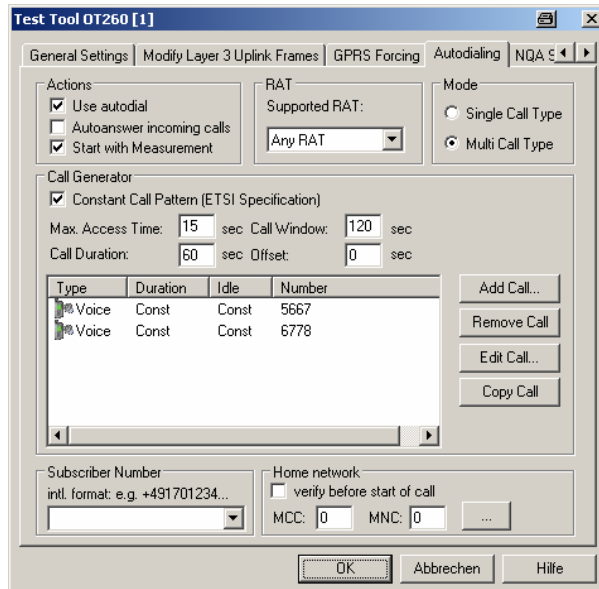 Test Tool OT260 [1]
General Settings Modify Layer 3 Uplink Frames GPRS Forcing Autodialing NQA S
Actions
Use autodial
Autoanswer incoming calls
Start with Measurement
RAT
Supported RAT:
Any RAT
Mode
Single Call Type
Multi Call Type
Call Generator
Constant Call Pattern (ETSI Specification)
Max. Access Time: 15 sec Call Window: 120 sec
Call Duration: 60 sec Offset: 0 sec
Type Duration Idle Number
Voice Const Const 5667
Voice Const Const 6778
Add Call...
Remove Call
Edit Call...
Copy Call
Subscriber Number
intl. format: e.g. +491701234...
Home network
verify before start of call
MCC: 0 MNC: 0 ...
OK Abbrechen Hilfe